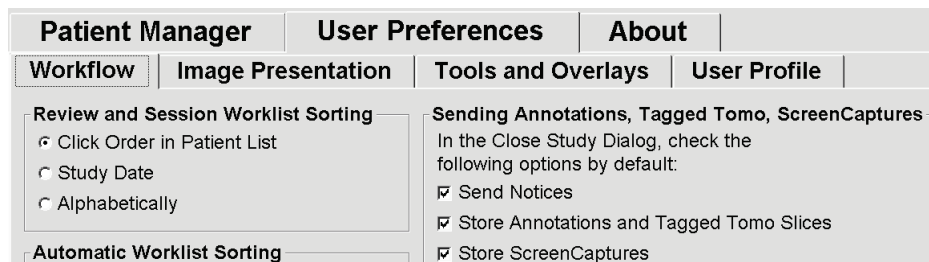 Patient Manager User Preferences About
Workflow Image Presentation Tools and Overlays User Profile
Review and Session Worklist Sorting
Click Order in Patient List
Study Date
Alphabetically
Automatic Worklist Sorting
Sending Annotations, Tagged Tomo, ScreenCaptures
In the Close Study Dialog, check the
following options by default:
Send Notices
Store Annotations and Tagged Tomo Slices
Store ScreenCaptures